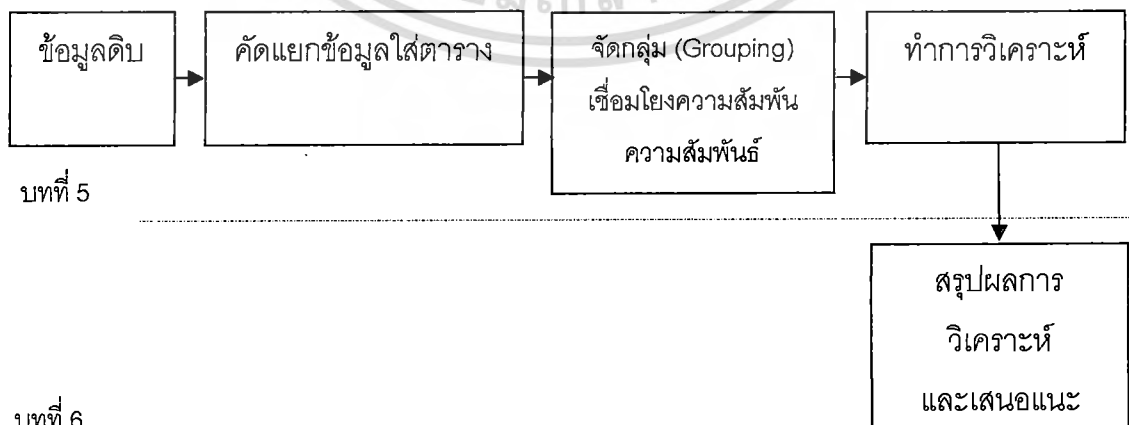 ข้อมูลดิบ
คัดแยกข้อมูลใส่ตาราง
จัดกลุ่ม (Grouping)
เชื่อมโยงความสัมพัน
ความสัมพันธ์
ทำการวิเคราะห์
บทที่ 5
สรุปผลการ
วิเคราะห์
และเสนอแนะ
บทที่ 6